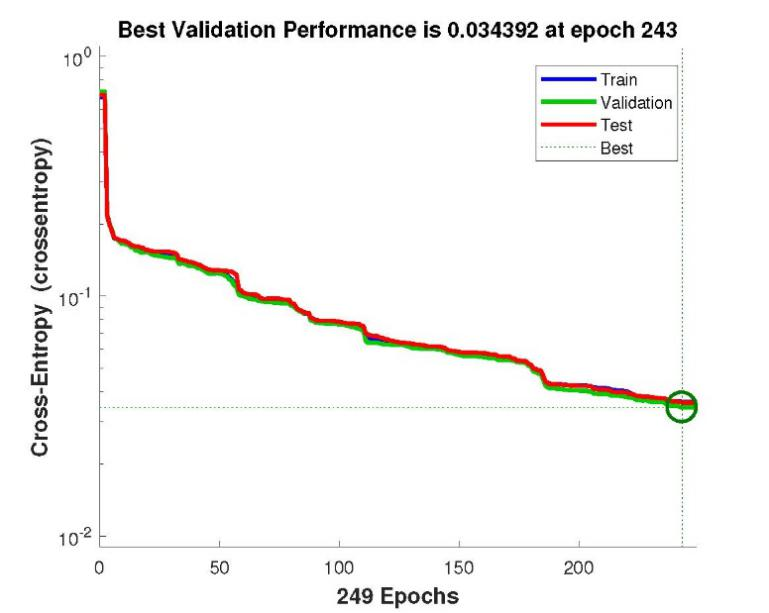 Best Validation Performance is 0.034392 at epoch 243
10^0
Train
Validation
Test
Best
Cross-Entropy (crossentropy)
10^-1
10^-2
0 50 100 150 200
249 Epochs